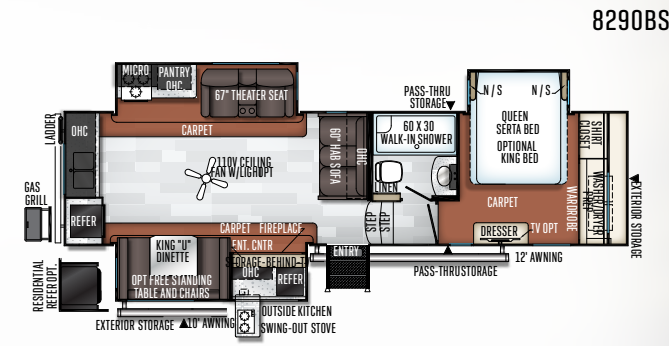 8290BS
MICRO
PANTRY
OHC
67" THEATER SEAT
CARPET
LADDER
OHC
110V CEILING
FAN W/LIGHTOPT
60" HAB SOFA
OHC
PASS-THRU
STORAGE
60 X 30
WALK-IN SHOWER
LINEN
N/S
N/S
QUEEN
SERTA BED
OPTIONAL
KING BED
CARPET
WARDROBE
SHIRT
CLOSET
WASHER/DRYER
PREP
EXTERIOR STORAGE
GAS
GRILL
REFER
RESIDENTIAL
REFER OPT.
CARPET FIREPLACE
ENT. CNTR
STORAGE-BEHIND-T
KING "U"
DINETTE
OPT FREE STANDING
TABLE AND CHAIRS
OHC
REFER
STEP
STEP
ENTRY
DRESSER
TV OPT
12' AWNING
PASS-THRUSTORAGE
EXTERIOR STORAGE
10' AWNING
OUTSIDE KITCHEN
SWING-OUT STOVE